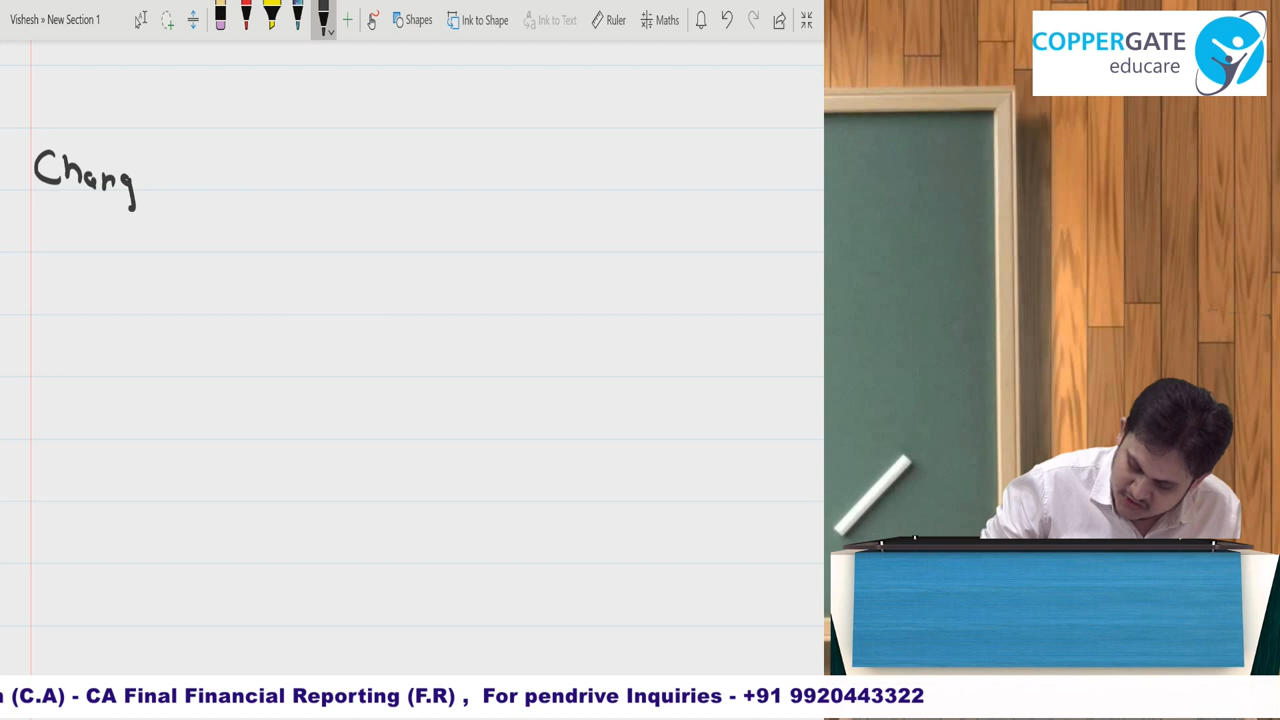 Vishesh » New Section 1
Shapes
Ink to Shape
Ink to Text
Ruler
Maths
COPPERGATE
educare
Chang
(C.A) - CA Final Financial Reporting (F.R) , For pendrive Inquiries - +91 9920443322